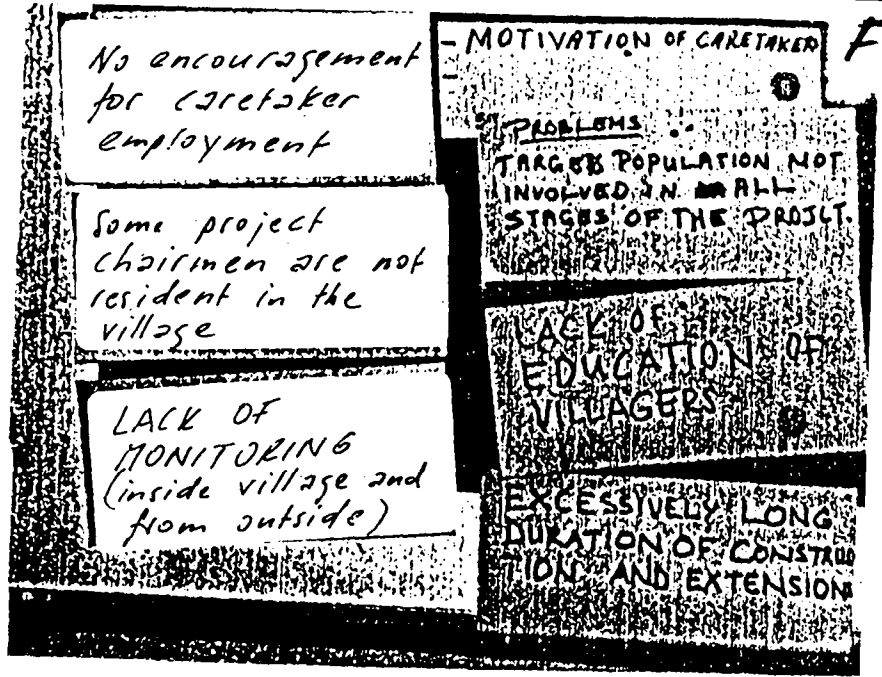 No encouragement
for caretaker
employment
Some project
chairmen are not
resident in the
village
LACK OF
MONITORING
(inside village and
from outside)
- MOTIVATION OF CARETAKER
-
PROBLEMS
TARGET POPULATION NOT
INVOLVED IN ALL
STAGES OF THE PROJCT.
LACK OF
EDUCATION OF
VILLAGERS
EXCESSIVELY LONG
DURATION OF CONSTRUC
TION AND EXTENSION
F